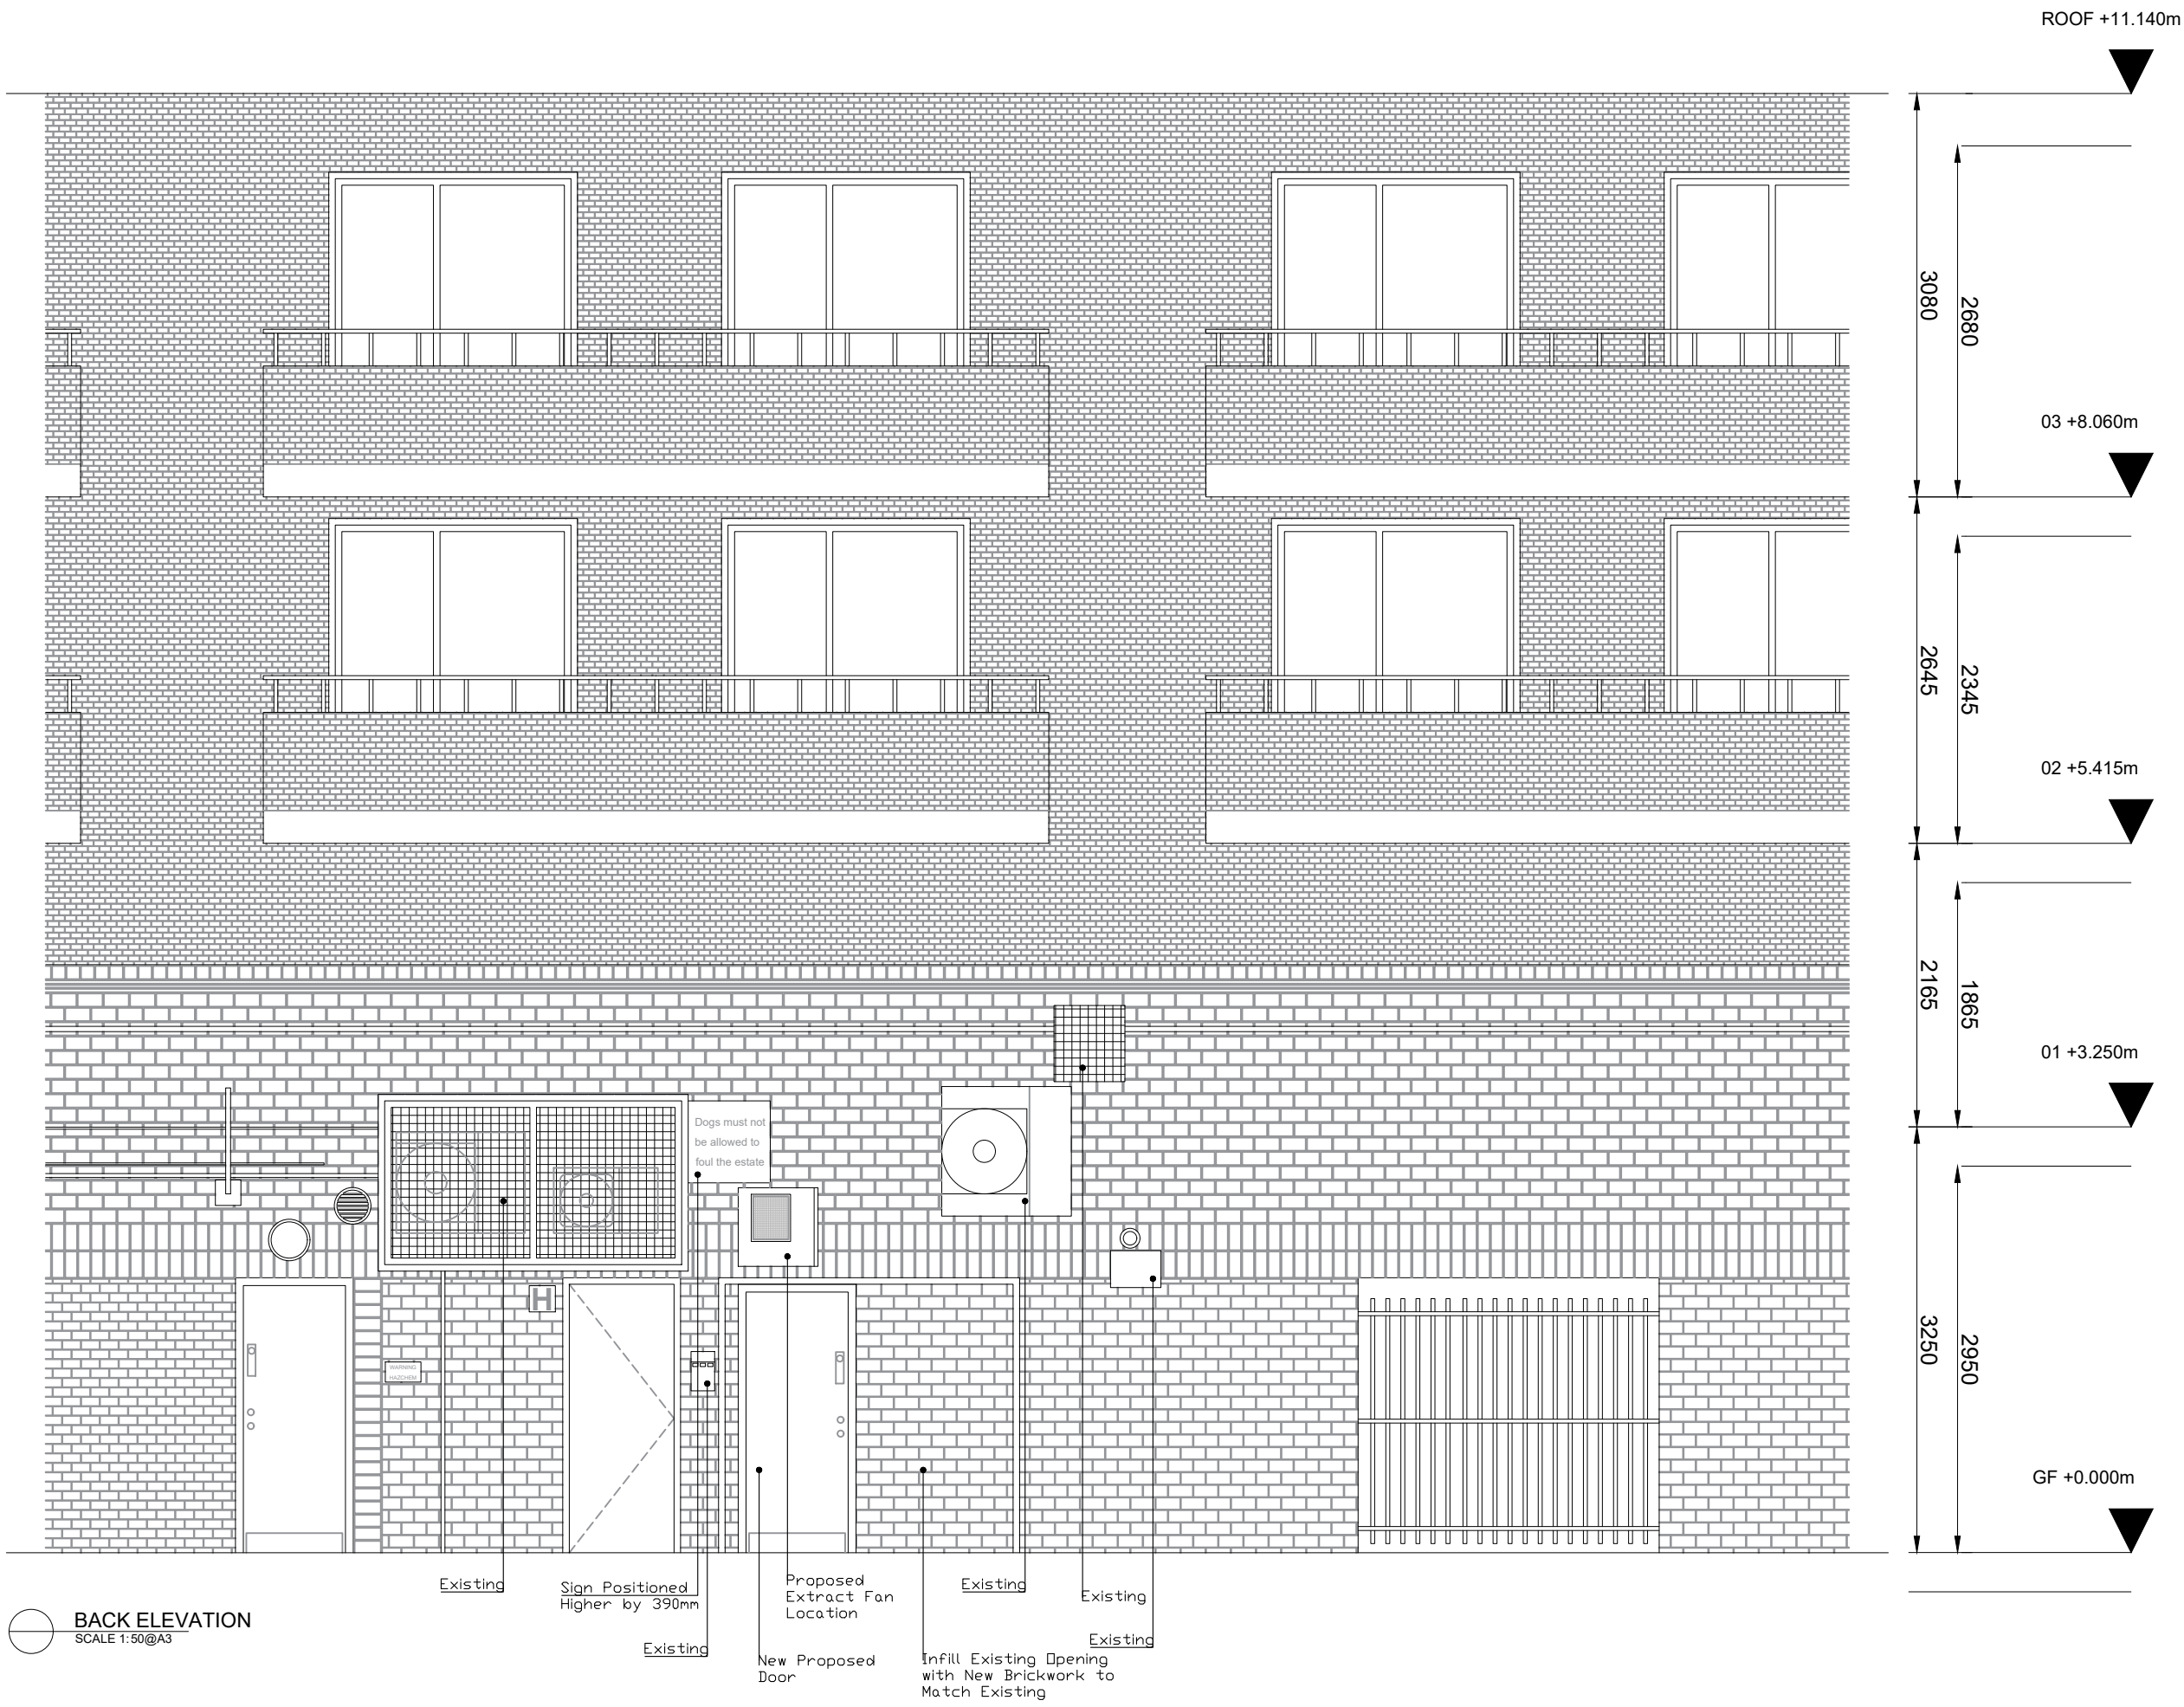 ROOF +11.140m
3080
2680
03 +8.060m
2645
2345
02 +5.415m
2165
1865
01 +3.250m
Dogs must not
be allowed to
foul the estate
H
WARNING
HAZCHEM
3250
2950
GF +0.000m
Existing
Sign Positioned
Higher by 390mm
Existing
Proposed
Extract Fan
Location
New Proposed
Door
Existing
Existing
Existing
Infill Existing Opening
with New Brickwork to
Match Existing
BACK ELEVATION
SCALE 1:50@A3